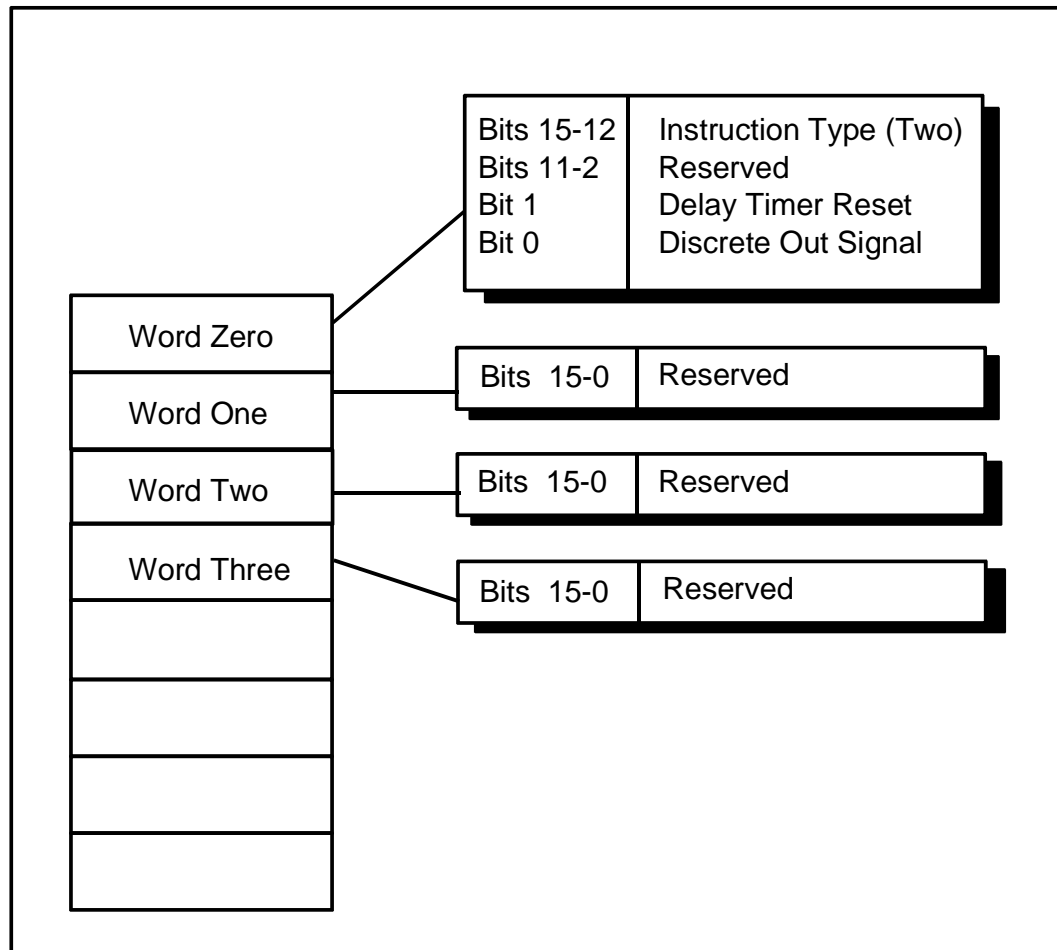 Bits 15-12 Instruction Type (Two)
Bits 11-2 Reserved
Bit 1 Delay Timer Reset
Bit 0 Discrete Out Signal
Word Zero
Bits 15-0 Reserved
Word One
Bits 15-0 Reserved
Word Two
Word Three
Bits 15-0 Reserved